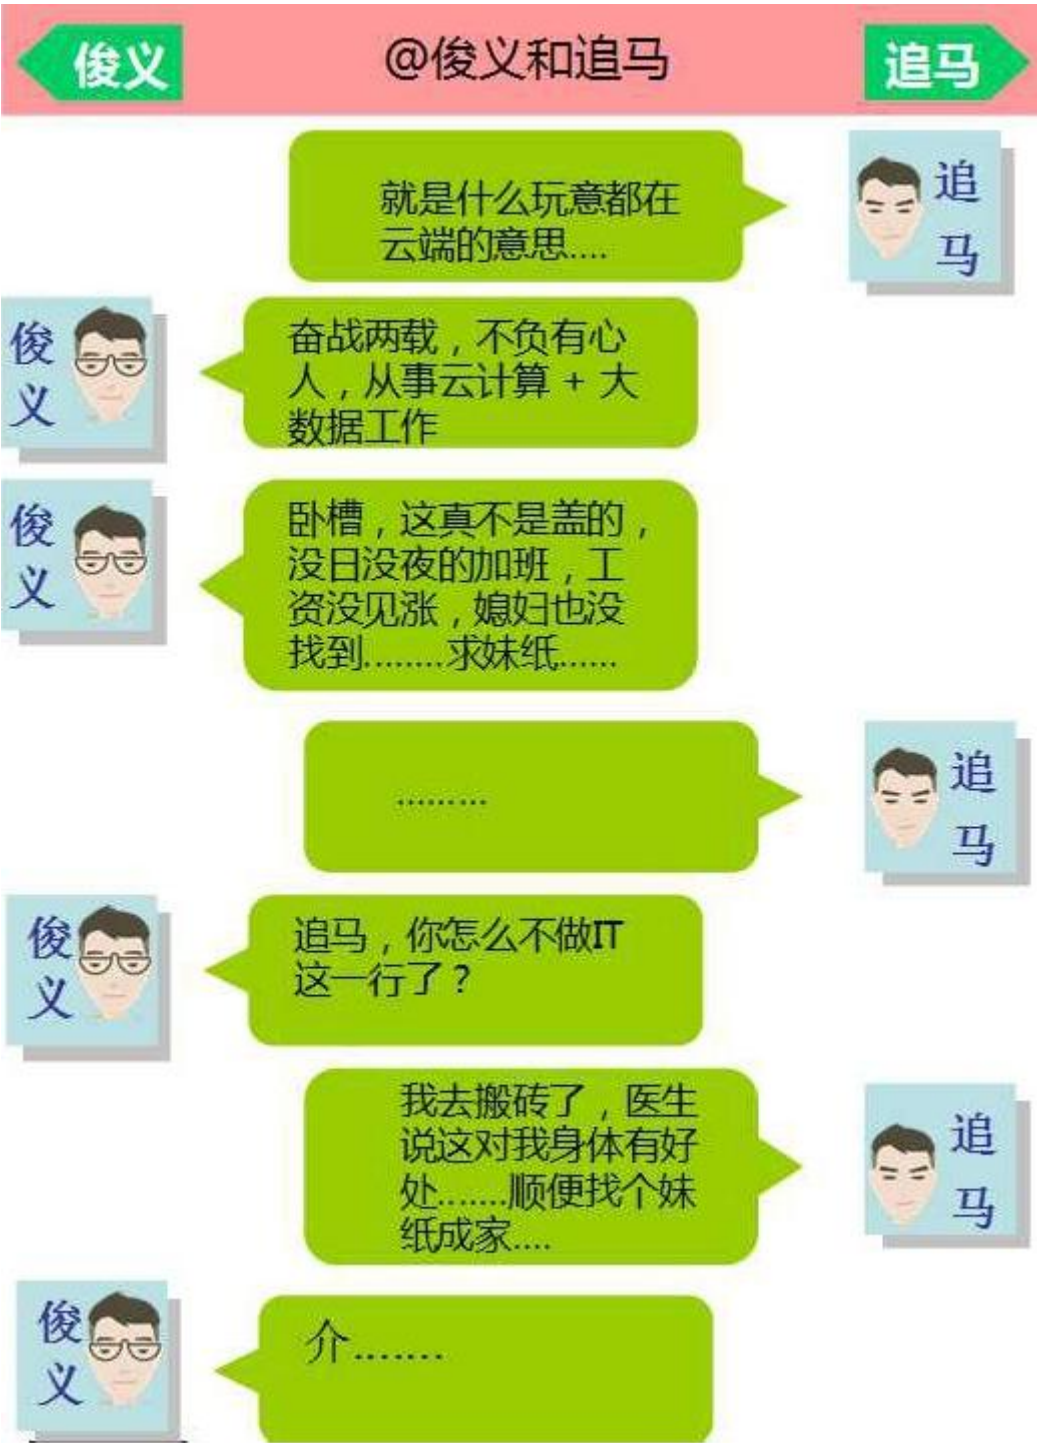 俊义
@俊义和追马
追马
就是什么玩意都在
云端的意思....
追
马
俊
义
奋战两载，不负有心
人，从事云计算 + 大
数据工作
俊
义
卧槽，这真不是盖的，
没日没夜的加班，工
资没见涨，媳妇也没
找到........求妹纸......
.........
追
马
俊
义
追马，你怎么不做IT
这一行了？
我去搬砖了，医生
说这对我身体有好
处.......顺便找个妹
纸成家....
追
马
俊
义
介.......